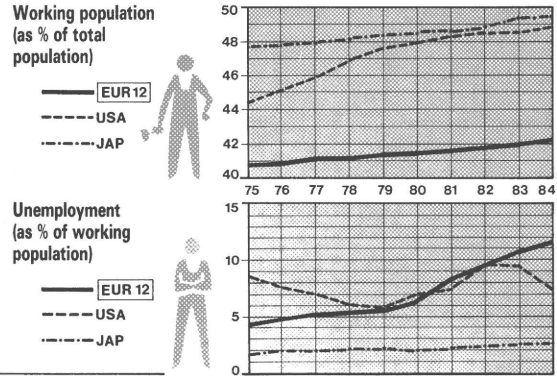 Working population
(as % of total
population)
EUR 12
USA
JAP
50
48
46
44
42
40
75 76 77 78 79 80 81 82 83 84
Unemployment
(as % of working
population)
EUR 12
USA
JAP
15
10
5
0